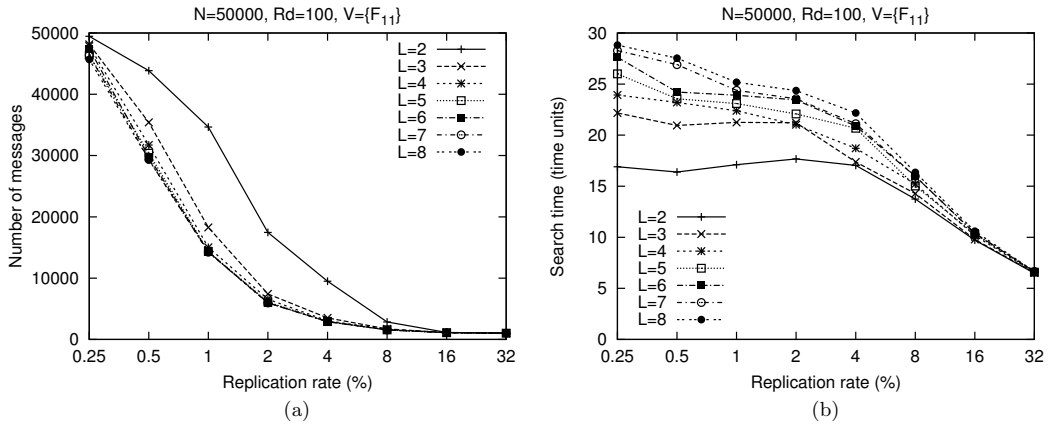 N=50000, Rd=100, V={F11}
50000
40000
30000
20000
10000
0
0.25 0.5 1 2 4 8 16 32
Number of messages
Replication rate (%)
L=2
L=3
L=4
L=5
L=6
L=7
L=8
(a)
N=50000, Rd=100, V={F11}
30
25
20
15
10
5
0
0.25 0.5 1 2 4 8 16 32
Search time (time units)
Replication rate (%)
L=2
L=3
L=4
L=5
L=6
L=7
L=8
(b)